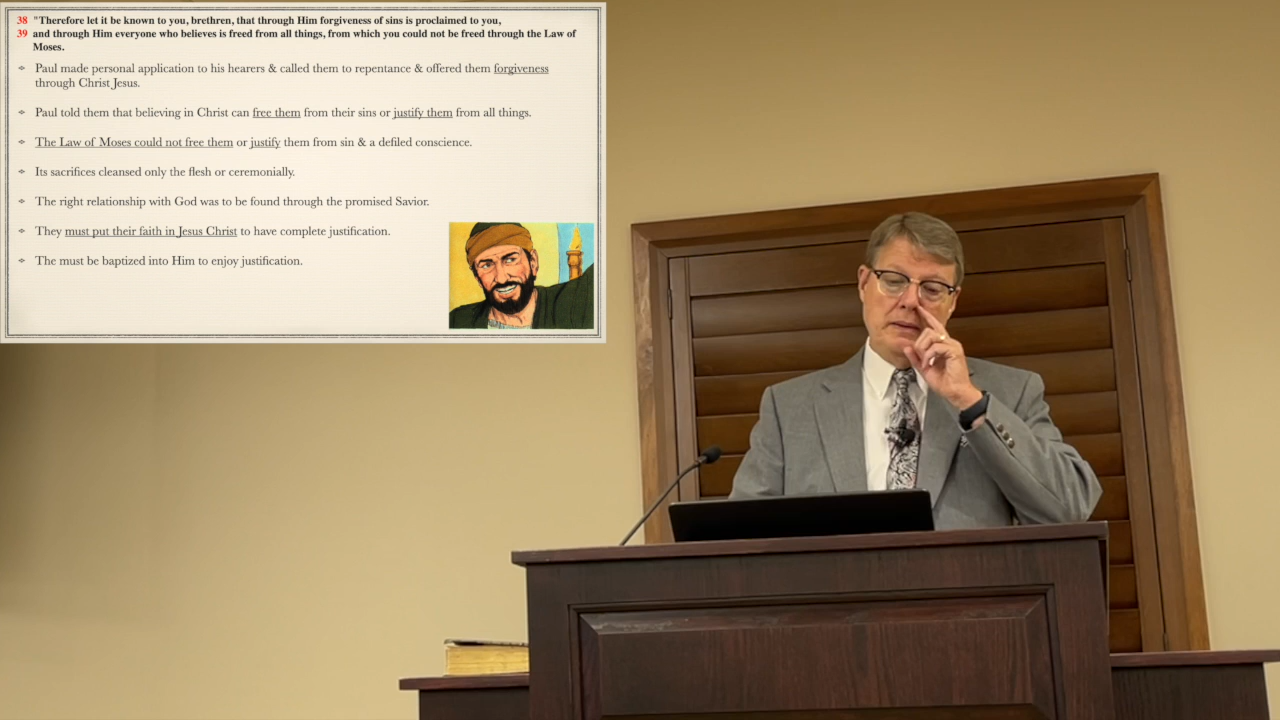 38 "Therefore let it be known to you, brethren, that through Him forgiveness of sins is proclaimed to you,
39 and through Him everyone who believes is freed from all things, from which you could not be freed through the Law of
Moses.
Paul made personal application to his hearers & called them to repentance & offered them forgiveness
through Christ Jesus.
Paul told them that believing in Christ can free them from their sins or justify them from all things.
The Law of Moses could not free them or justify them from sin & a defiled conscience.
Its sacrifices cleansed only the flesh or ceremonially.
The right relationship with God was to be found through the promised Savior.
They must put their faith in Jesus Christ to have complete justification.
The must be baptized into Him to enjoy justification.